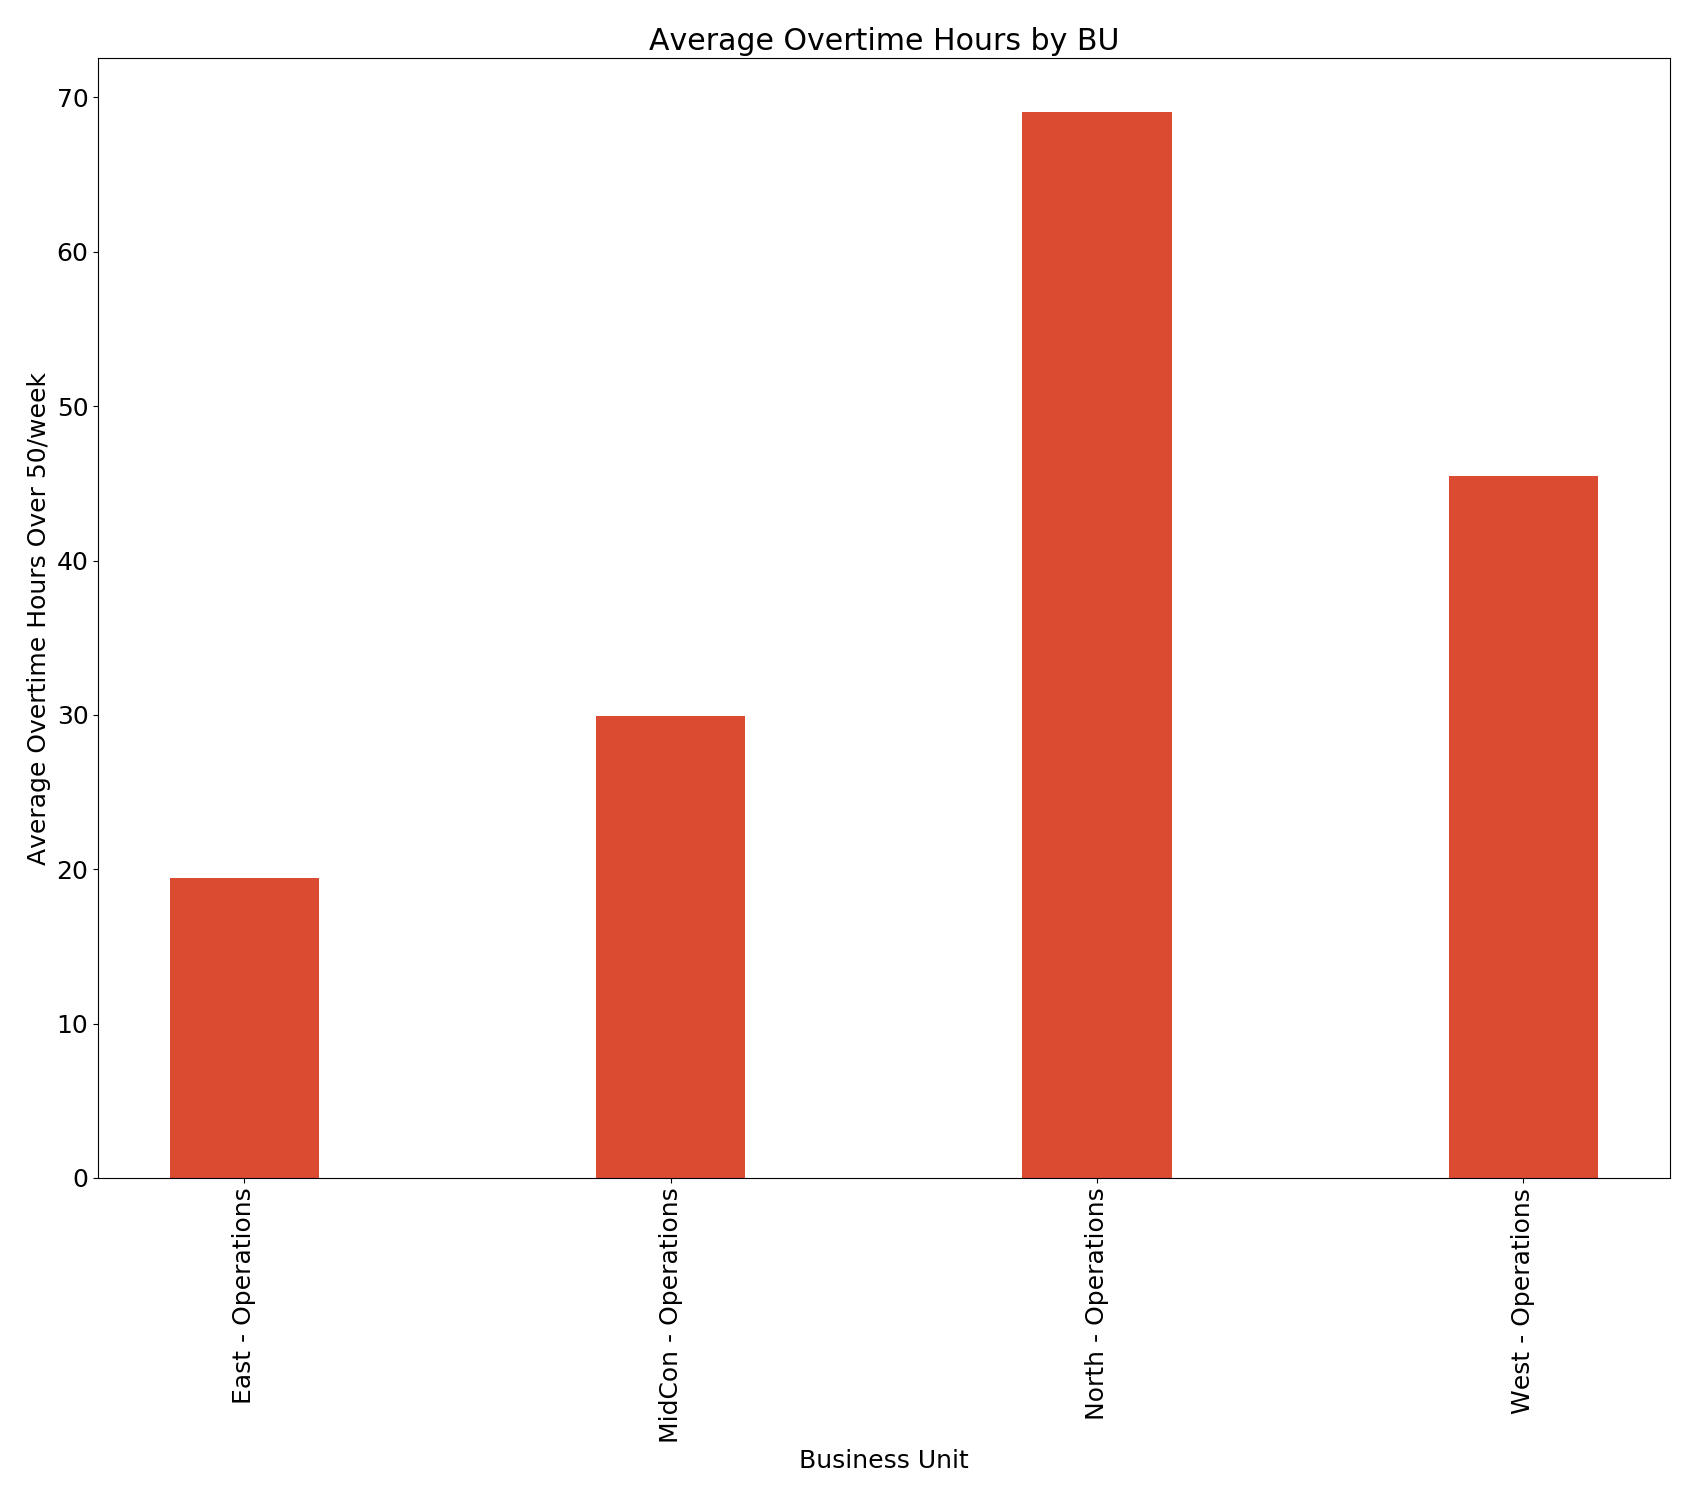 Average Overtime Hours by BU
Average Overtime Hours Over 50/week
70
60
50
40
30
20
10
0
East - Operations
MidCon - Operations
North - Operations
West - Operations
Business Unit